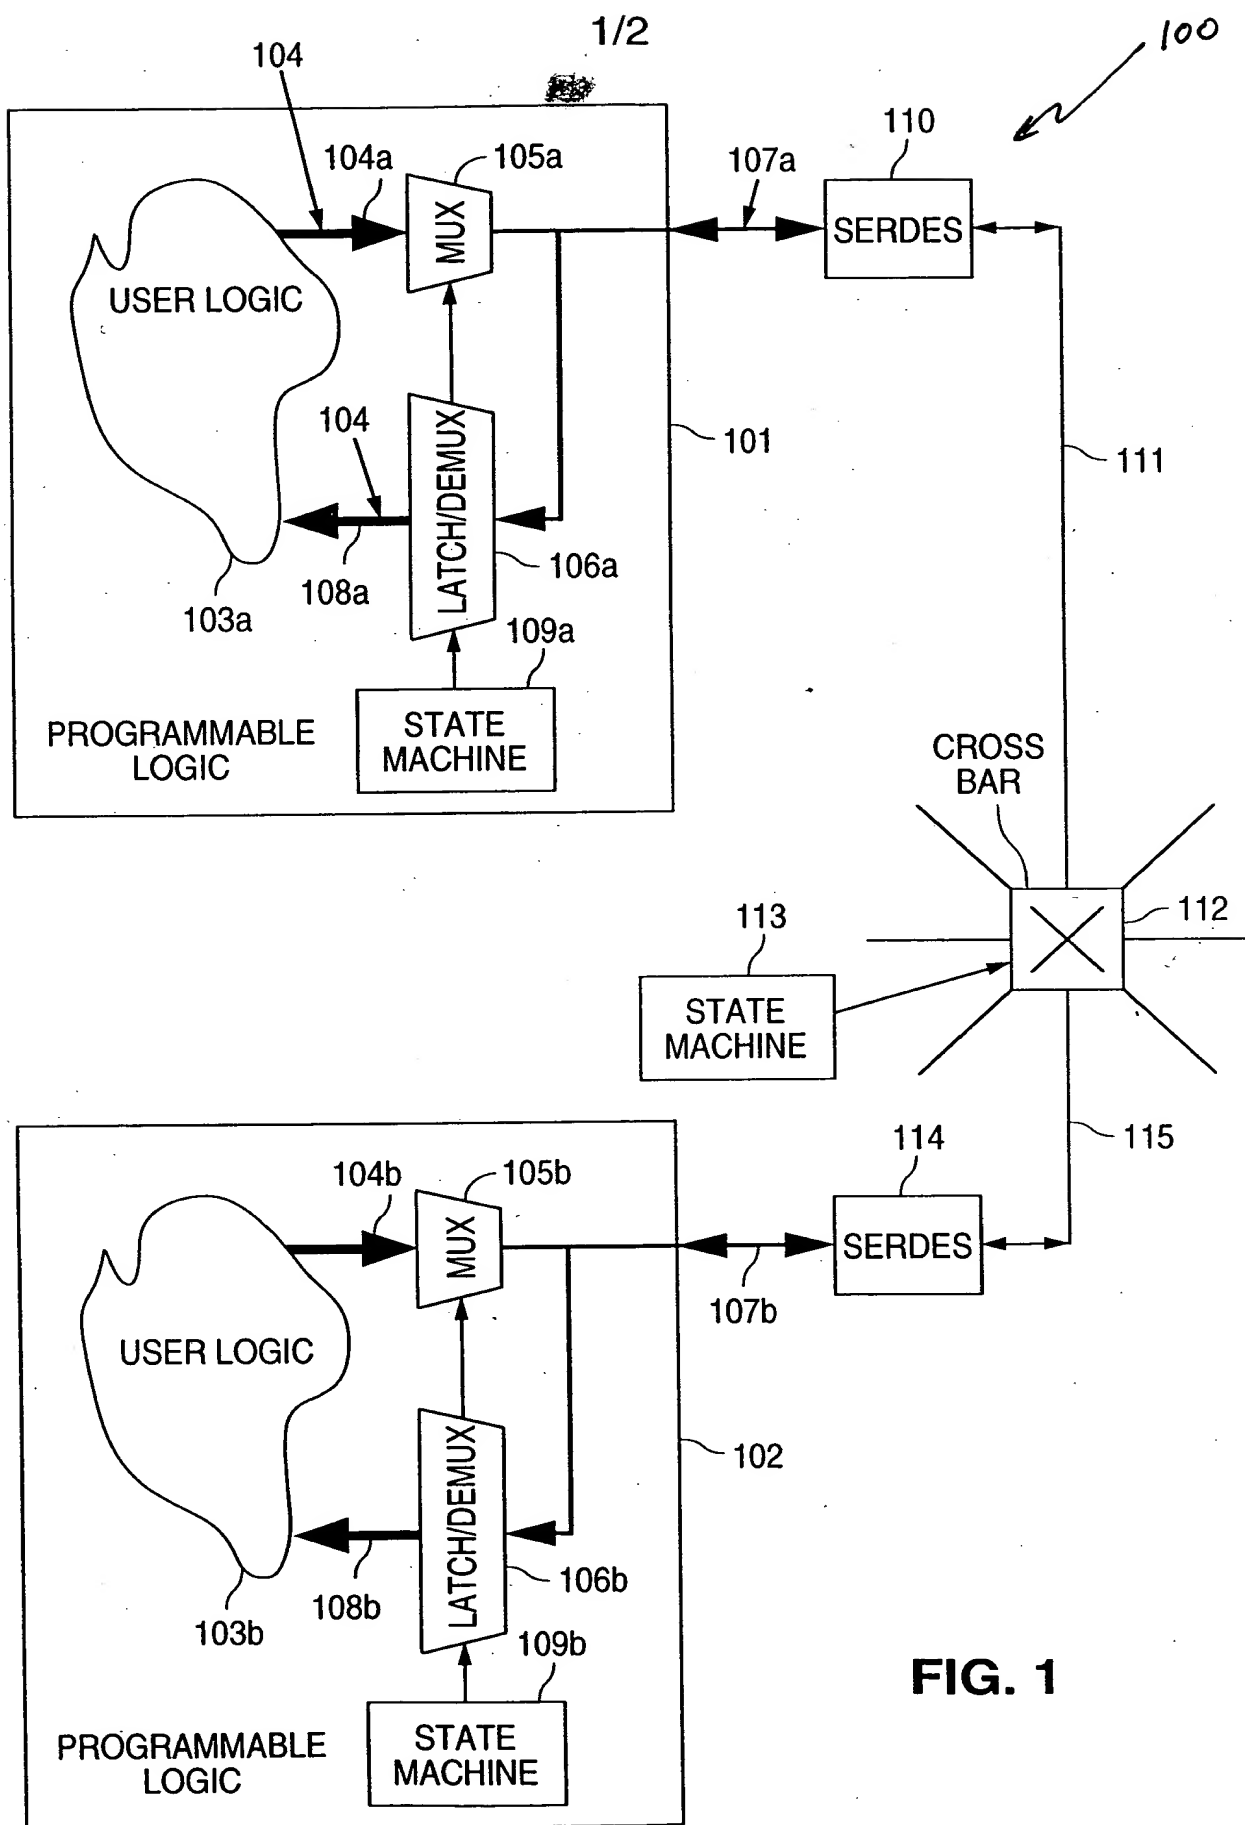 1/2
100
104
104a
105a
107a
110
MUX
SERDES
USER LOGIC
104
LATCH/DEMUX
101
111
108a
106a
103a
109a
PROGRAMMABLE
LOGIC
STATE
MACHINE
CROSS
BAR
113
112
STATE
MACHINE
104b
105b
114
115
MUX
SERDES
107b
USER LOGIC
LATCH/DEMUX
102
108b
106b
103b
109b
FIG. 1
PROGRAMMABLE
LOGIC
STATE
MACHINE